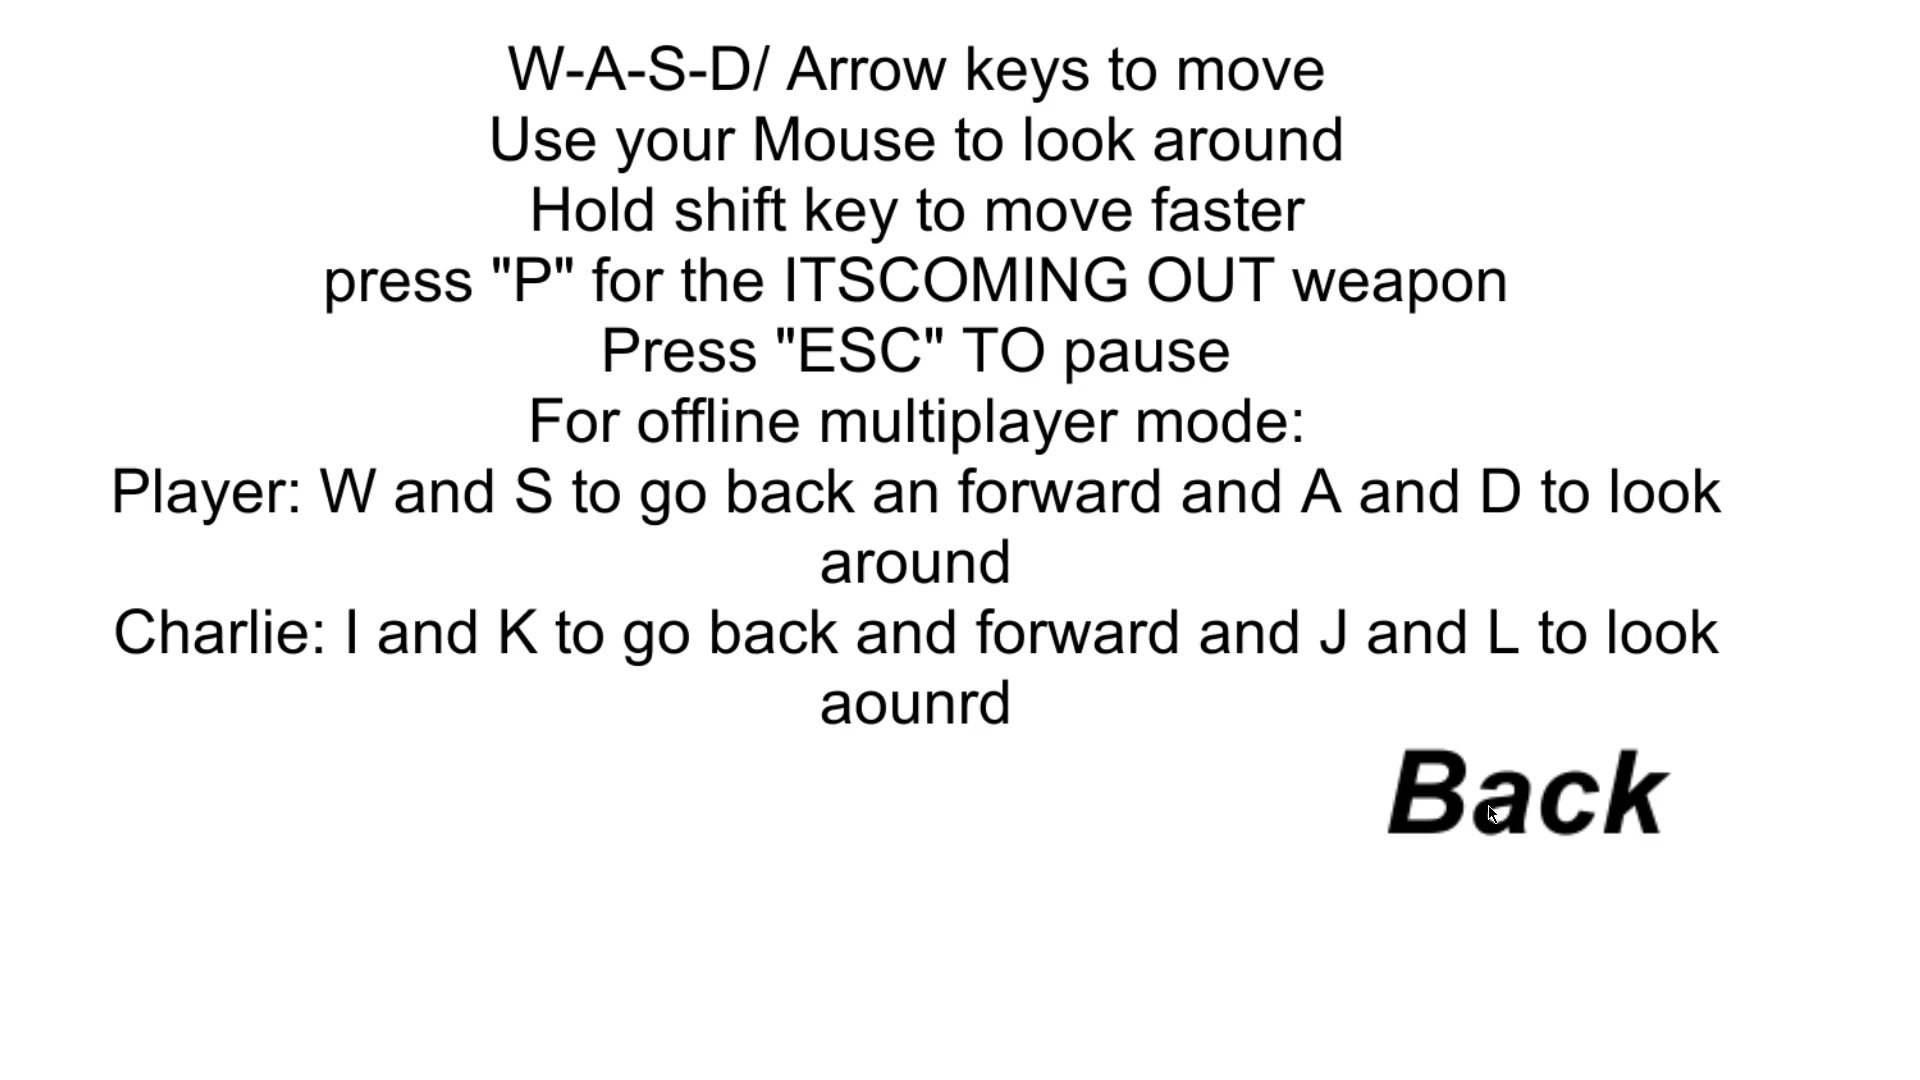 W-A-S-D/ Arrow keys to move
Use your Mouse to look around
Hold shift key to move faster
press "P" for the ITSCOMING OUT weapon
Press "ESC" TO pause
For offline multiplayer mode:
Player: W and S to go back an forward and A and D to look
around
Charlie: I and K to go back and forward and J and L to look
aounrd
Back